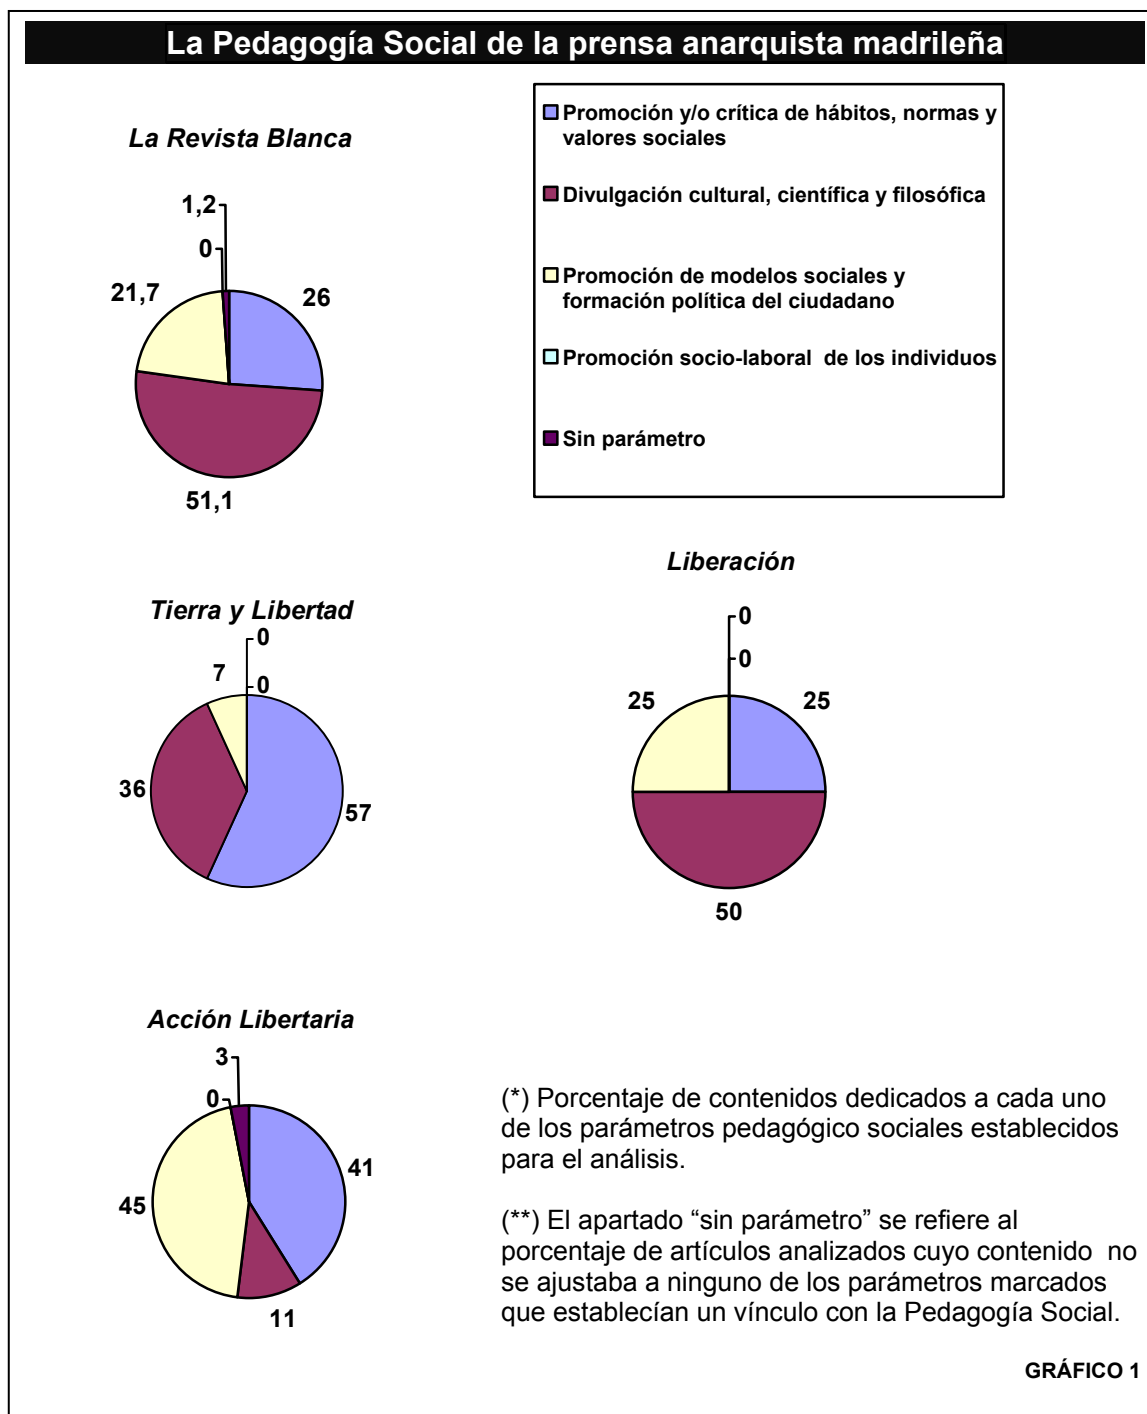 La Pedagogía Social de la prensa anarquista madrileña
Promoción y/o crítica de hábitos, normas y
valores sociales
Divulgación cultural, científica y filosófica
Promoción de modelos sociales y
formación política del ciudadano
Promoción socio-laboral de los individuos
Sin parámetro
La Revista Blanca
1,2
0
21,7
26
51,1
Liberación
0
0
25
25
50
Tierra y Libertad
0
7
0
36
57
Acción Libertaria
3
0
41
45
11
(*) Porcentaje de contenidos dedicados a cada uno
de los parámetros pedagógico sociales establecidos
para el análisis.
(**) El apartado “sin parámetro” se refiere al
porcentaje de artículos analizados cuyo contenido no
se ajustaba a ninguno de los parámetros marcados
que establecían un vínculo con la Pedagogía Social.
GRÁFICO 1